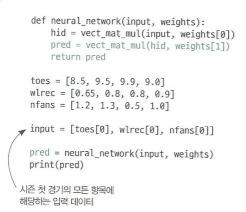 def neural_network(input, weights):
    hid = vect_mat_mul(input, weights[0])
    pred = vect_mat_mul(hid, weights[1])
    return pred
toes = [8.5, 9.5, 9.9, 9.0]
wlrec = [0.65, 0.8, 0.8, 0.9]
nfans = [1.2, 1.3, 0.5, 1.0]
input = [toes[0], wlrec[0], nfans[0]]
pred = neural_network(input, weights)
print(pred)
시즌 첫 경기의 모든 항목에
해당하는 입력 데이터